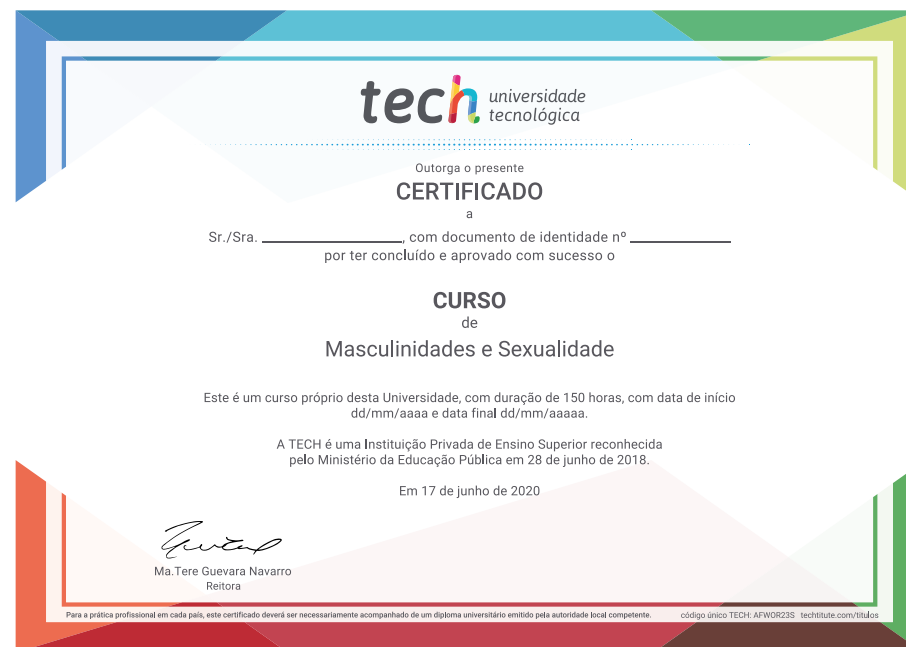 tech universidade
tecnológica
Outorga o presente
CERTIFICADO
a
Sr./Sra. ________________, com documento de identidade nº ____________
por ter concluído e aprovado com sucesso o
CURSO
de
Masculinidades e Sexualidade
Este é um curso próprio desta Universidade, com duração de 150 horas, com data de início
dd/mm/aaaa e data final dd/mm/aaaaa.
A TECH é uma Instituição Privada de Ensino Superior reconhecida
pelo Ministério da Educação Pública em 28 de junho de 2018.
Em 17 de junho de 2020
Ma.Tere Guevara Navarro
Reitora
Para a prática profissional em cada país, este certificado deverá ser necessariamente acompanhado de um diploma universitário emitido pela autoridade local competente. código único TECH: AFWOR23S techtitute.com/titulos